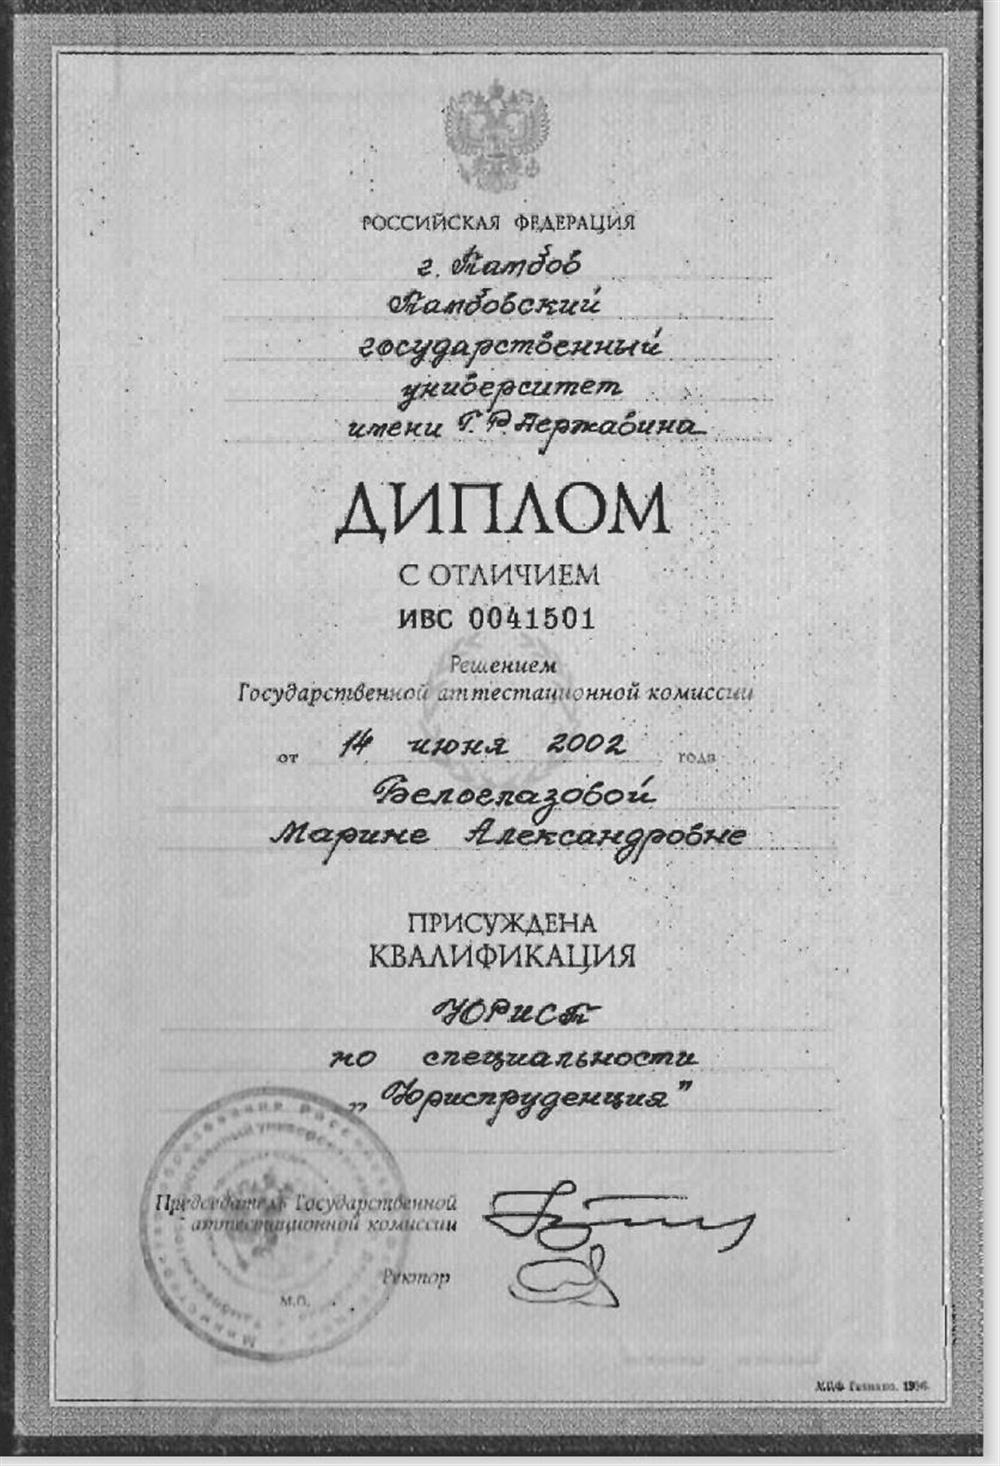 РОССИЙСКАЯ ФЕДЕРАЦИЯ
г. Тамбов
Тамбовский
государственный
университет
имени Г.Р. Державина
ДИПЛОМ
С ОТЛИЧИЕМ
ИВС 0041501
Решением
Государственной аттестационной комиссии
от 14 июня 2002 года
Белоглазовой
Марине Александровне
ПРИСУЖДЕНА
КВАЛИФИКАЦИЯ
ЮРИСТ
по специальности
„Юриспруденция”
Председатель Государственной
аттестационной комиссии
Ректор
М.П.
1996.